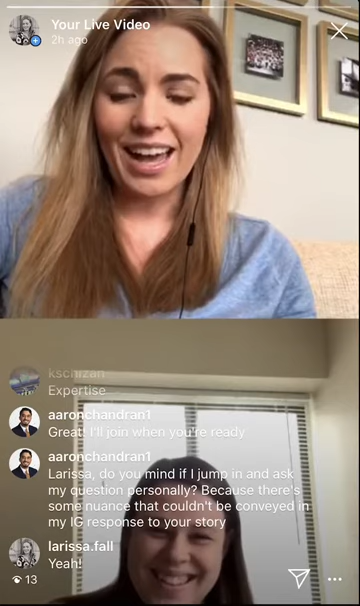 Your Live Video
2h ago
kschizan
Expertise
aaronchandran1
Great! I'll join when you're ready
aaronchandran1
Larissa, do you mind if I jump in and ask
my question personally? Because there's
some nuance that couldn't be conveyed in
my IG response to your story
larissa.fall
Yeah!
13